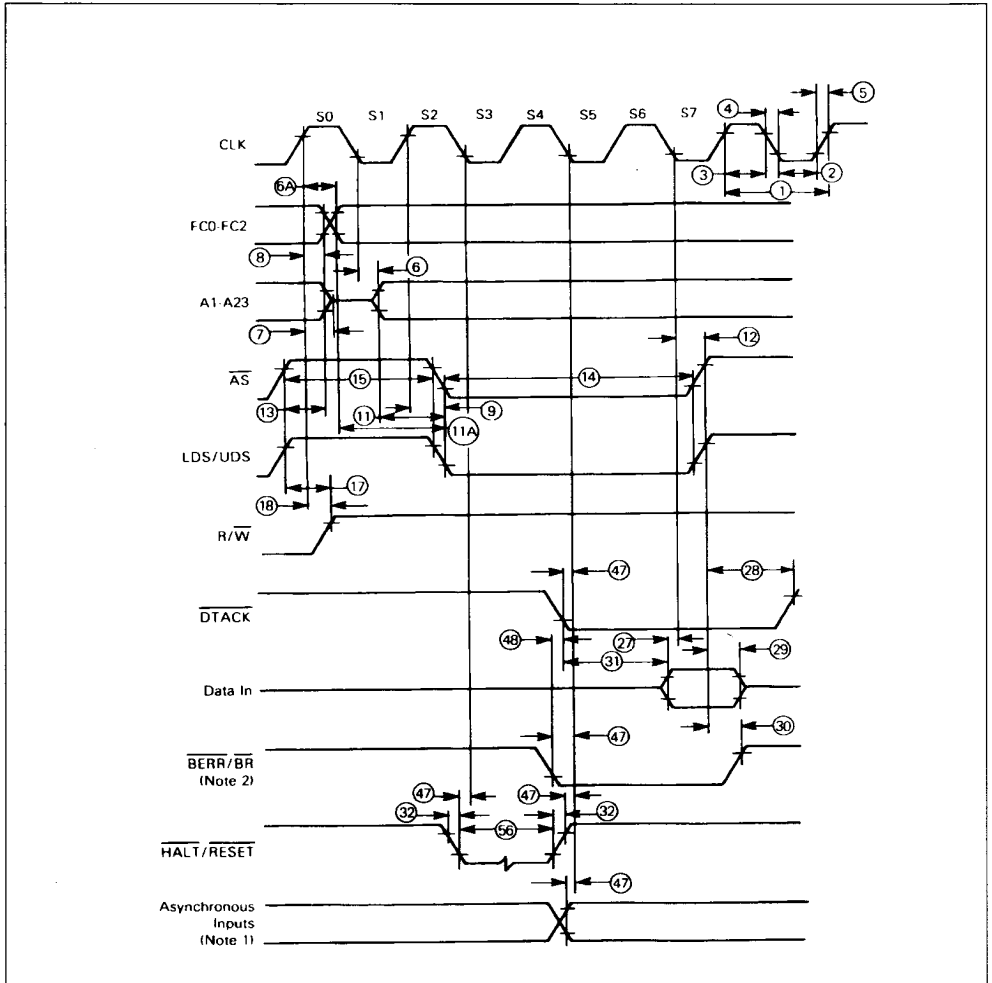 S0 S1 S2 S3 S4 S5 S6 S7
④ ⑤
CLK
③ ②
①
6A
FC0-FC2
⑧ ⑥
A1-A23
⑦ ⑫
AS
⑮ ⑭
⑬ ⑪ ⑨
11A
LDS/UDS
⑰
⑱
R/W
㊼ ㉘
DTACK
㊽ ㉗ ㉙
㉛
Data In
㉚
㊼
BERR/BR
(Note 2)
㊼ ㊼
㉜ 56 ㉜
HALT/RESET
㊼
Asynchronous
Inputs
(Note 1)